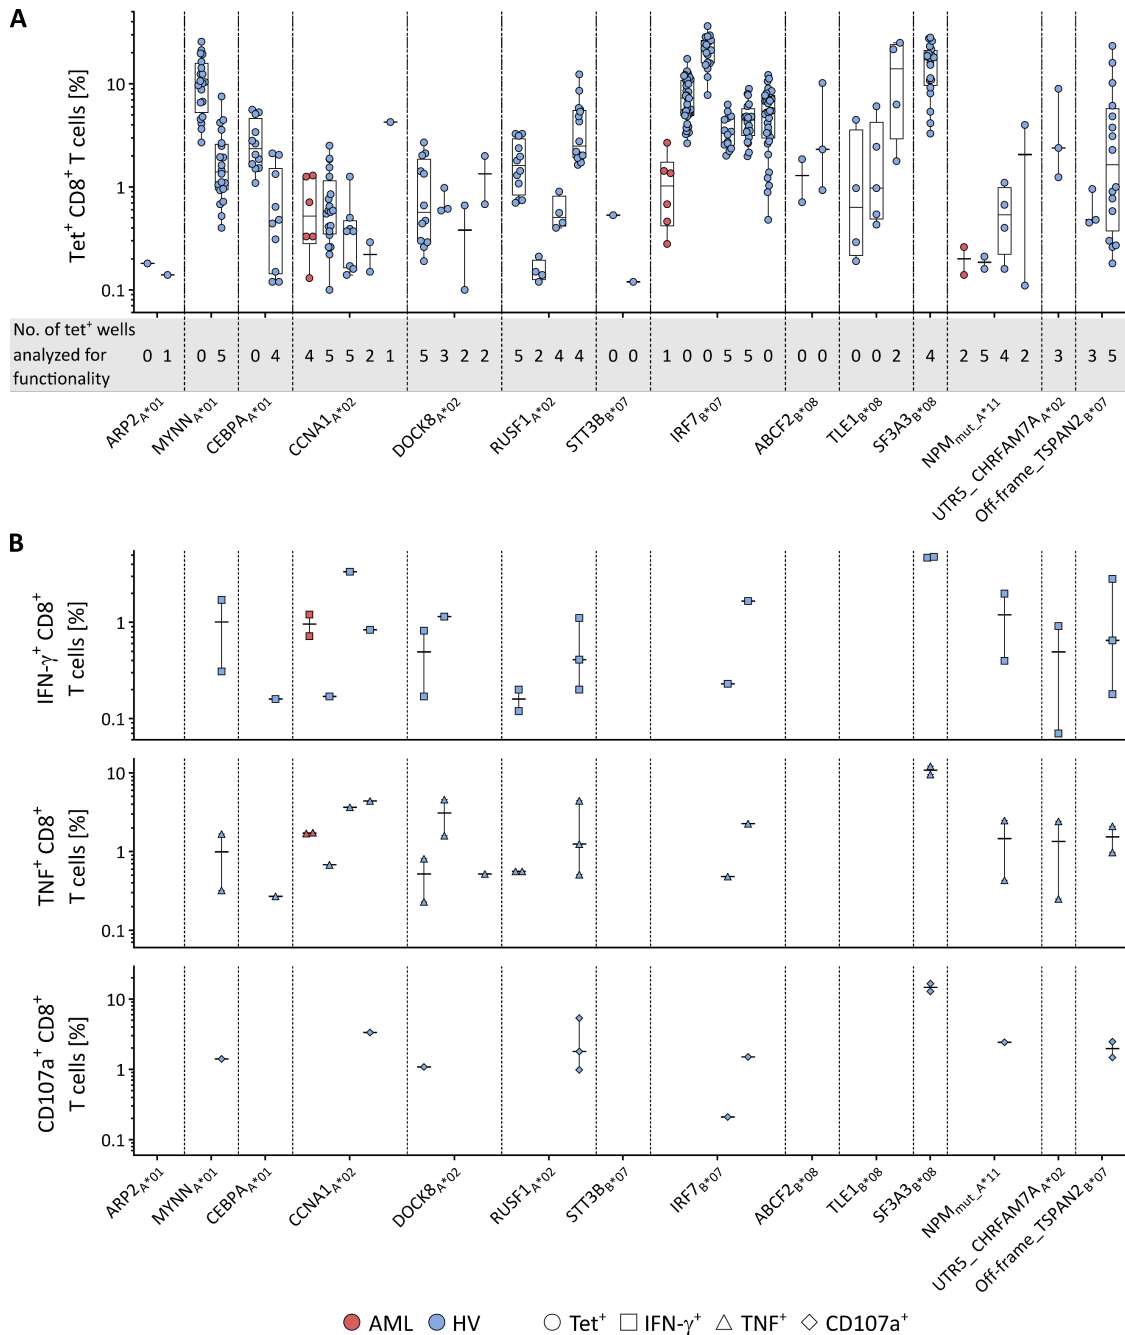 A
Tet+ CD8+ T cells [%]
10
1
0.1
No. of tet+ wells
analyzed for
functionality
0 1 0 5 0 4 4 5 5 2 1 5 3 2 2 5 2 4 4 0 0 1 0 0 5 5 0 0 0 0 0 2 4 2 5 4 2 3 3 5
ARP2A*01
MYNNA*01
CEBPAA*01
CCNA1A*02
DOCK8A*02
RUSF1A*02
STT3BB*07
IRF7B*07
ABCF2B*08
TLE1B*08
SF3A3B*08
NPMmut_A*11
UTR5_CHRFAM7AA*02
Off-frame_TSPAN2B*07
B
IFN-γ+ CD8+
T cells [%]
1
0.1
TNF+ CD8+
T cells [%]
10
1
0.1
CD107a+ CD8+
T cells [%]
10
1
0.1
ARP2A*01
MYNNA*01
CEBPAA*01
CCNA1A*02
DOCK8A*02
RUSF1A*02
STT3BB*07
IRF7B*07
ABCF2B*08
TLE1B*08
SF3A3B*08
NPMmut_A*11
UTR5_CHRFAM7AA*02
Off-frame_TSPAN2B*07
AML HV Tet+ IFN-γ+ TNF+ CD107a+